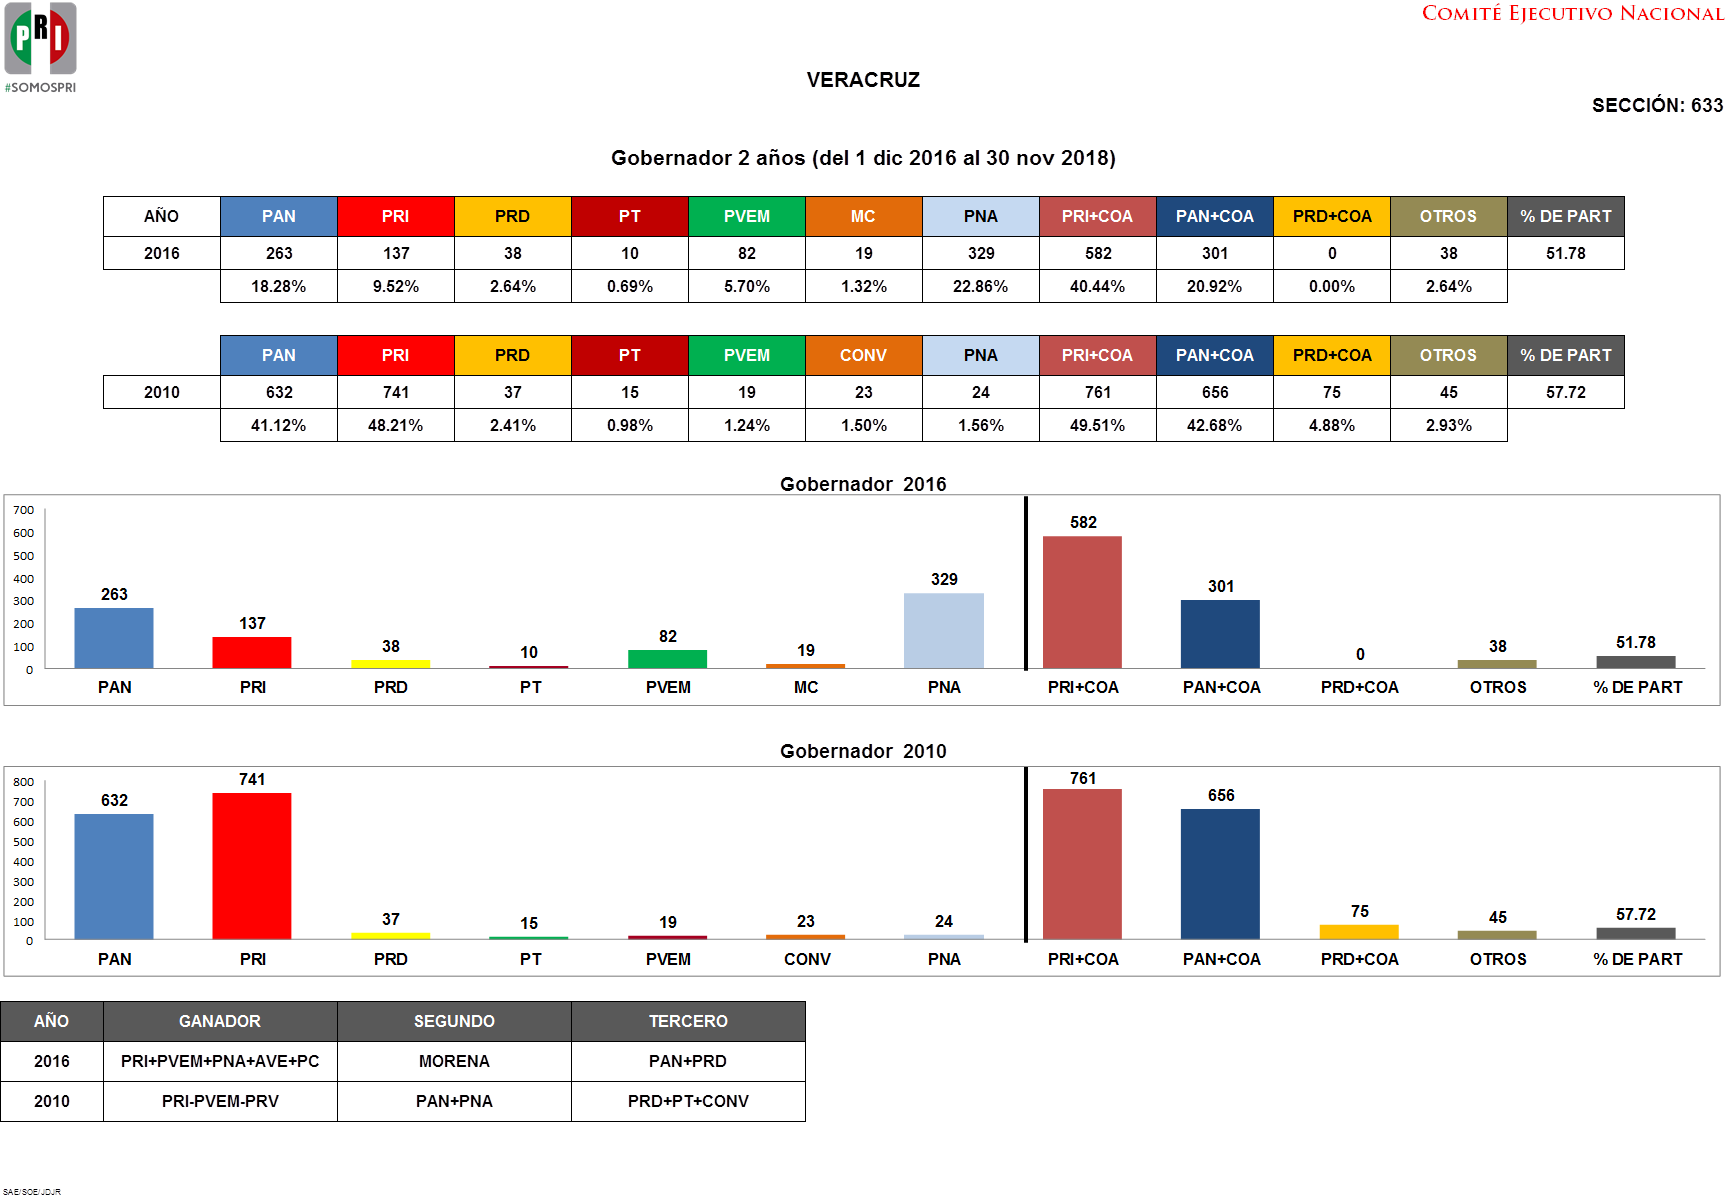 PRI
#SOMOSPRI
COMITÉ EJECUTIVO NACIONAL
VERACRUZ
SECCIÓN: 633
Gobernador 2 años (del 1 dic 2016 al 30 nov 2018)
AÑO PAN PRI PRD PT PVEM MC PNA PRI+COA PAN+COA PRD+COA OTROS % DE PART
2016 263 137 38 10 82 19 329 582 301 0 38 51.78
18.28% 9.52% 2.64% 0.69% 5.70% 1.32% 22.86% 40.44% 20.92% 0.00% 2.64%
PAN PRI PRD PT PVEM CONV PNA PRI+COA PAN+COA PRD+COA OTROS % DE PART
2010 632 741 37 15 19 23 24 761 656 75 45 57.72
41.12% 48.21% 2.41% 0.98% 1.24% 1.50% 1.56% 49.51% 42.68% 4.88% 2.93%
Gobernador 2016
700
600
500
400
300
200
100
0
263 137 38 10 82 19 329 582 301 0 38 51.78
PAN PRI PRD PT PVEM MC PNA PRI+COA PAN+COA PRD+COA OTROS % DE PART
Gobernador 2010
800
700
600
500
400
300
200
100
0
632 741 37 15 19 23 24 761 656 75 45 57.72
PAN PRI PRD PT PVEM CONV PNA PRI+COA PAN+COA PRD+COA OTROS % DE PART
AÑO GANADOR SEGUNDO TERCERO
2016 PRI+PVEM+PNA+AVE+PC MORENA PAN+PRD
2010 PRI-PVEM-PRV PAN+PNA PRD+PT+CONV
SAE/SOE/JDJR